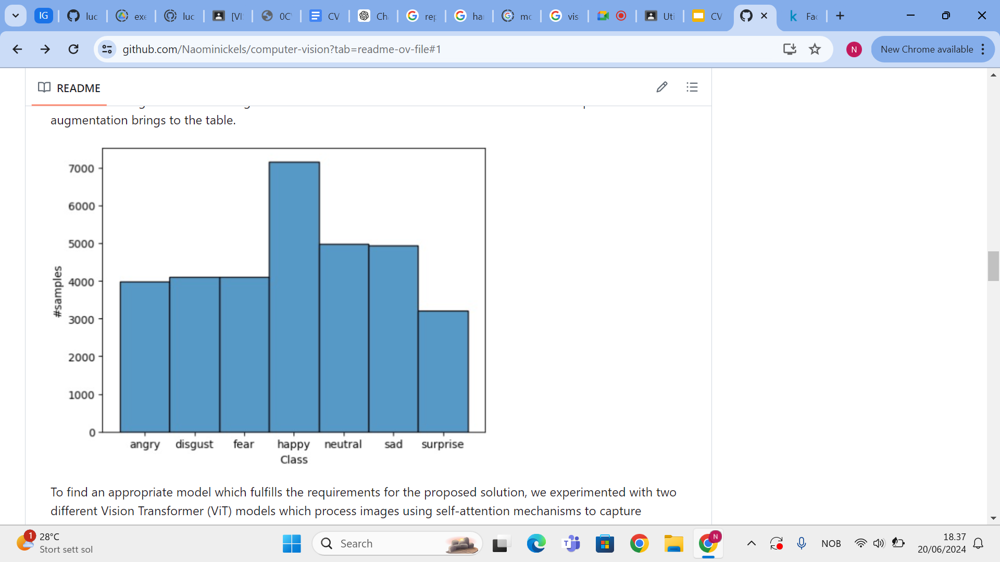 IG
luc
exe
luc
[VI
0C
CV
Ch
rep
har
mc
vis
Uti
CV
Fac
github.com/Naominickels/computer-vision?tab=readme-ov-file#1
N
New Chrome available
README
augmentation brings to the table.
7000
6000
5000
4000
3000
2000
1000
0
#samples
angry disgust fear happy neutral sad surprise
Class
To find an appropriate model which fulfills the requirements for the proposed solution, we experimented with two
different Vision Transformer (ViT) models which process images using self-attention mechanisms to capture
1
28°C
Stort sett sol
Search
N
NOB
18.37
20/06/2024